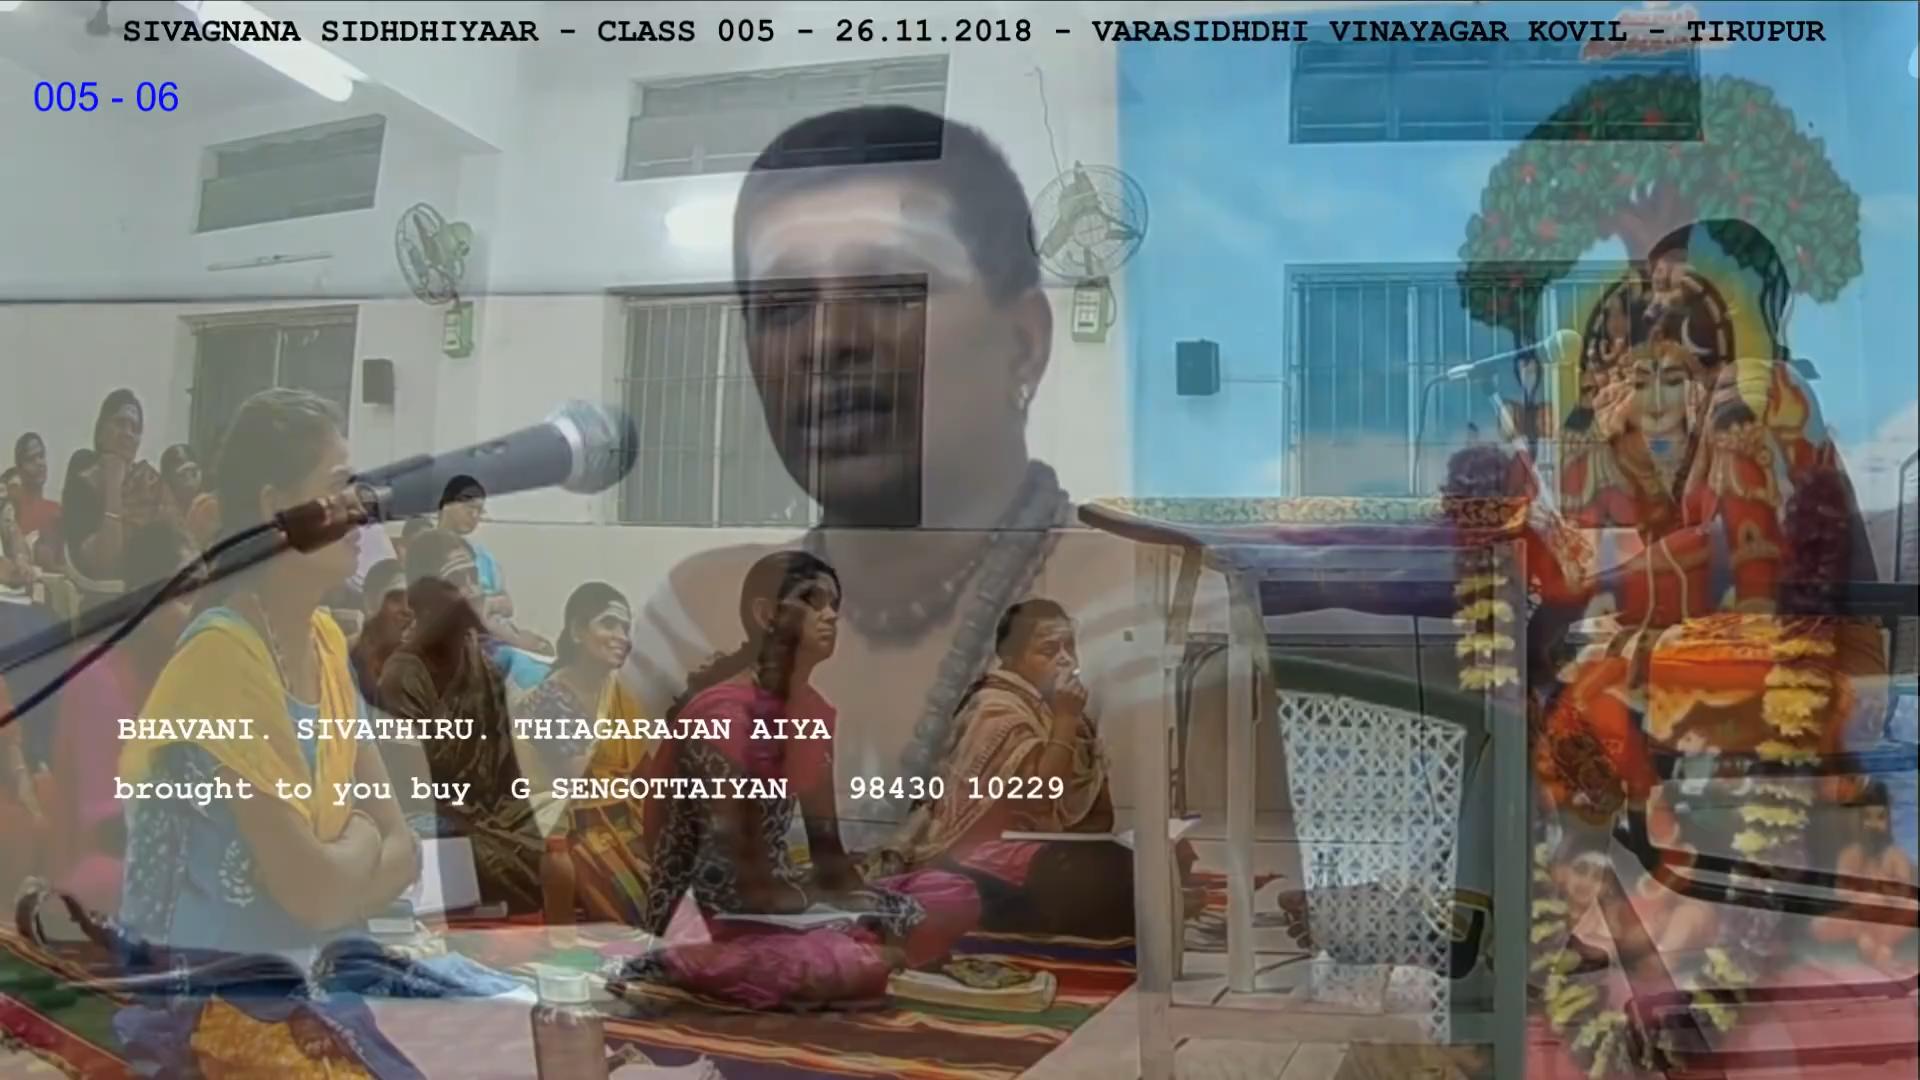 SIVAGNANA SIDHDHIYAAR - CLASS 005 - 26.11.2018 - VARASIDHDHI VINAYAGAR KOVIL - TIRUPUR
005 - 06
BHAVANI. SIVATHIRU. THIAGARAJAN AIYA
brought to you buy G SENGOTTAIYAN 98430 10229